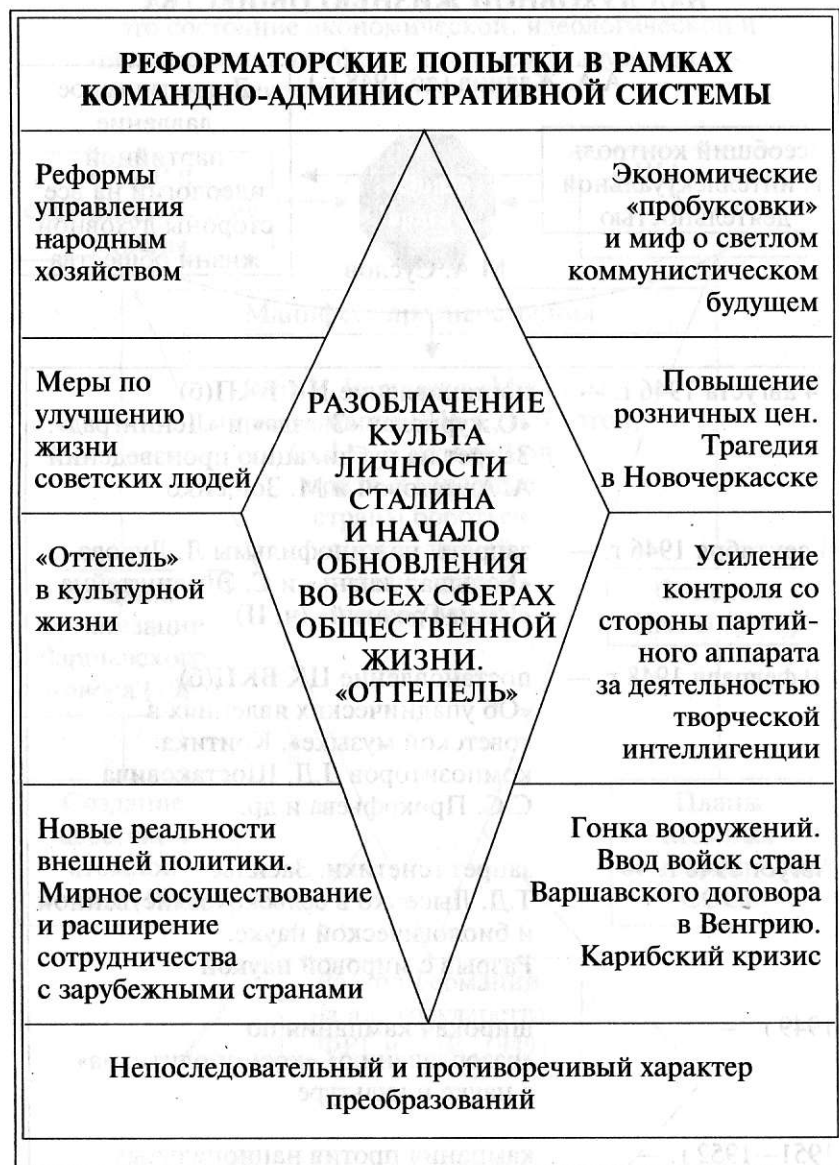 РЕФОРМАТОРСКИЕ ПОПЫТКИ В РАМКАХ
КОМАНДНО-АДМИНИСТРАТИВНОЙ СИСТЕМЫ
Реформы
управления
народным
хозяйством
Экономические
«пробуксовки»
и миф о светлом
коммунистическом
будущем
Меры по
улучшению
жизни
советских людей
Повышение
розничных цен.
Трагедия
в Новочеркасске
РАЗОБЛАЧЕНИЕ
КУЛЬТА
ЛИЧНОСТИ
СТАЛИНА
И НАЧАЛО
ОБНОВЛЕНИЯ
ВО ВСЕХ СФЕРАХ
ОБЩЕСТВЕННОЙ
ЖИЗНИ.
«ОТТЕПЕЛЬ»
«Оттепель»
в культурной
жизни
Усиление
контроля со
стороны партий-
ного аппарата
за деятельностью
творческой
интеллигенции
Новые реальности
внешней политики.
Мирное сосуществование
и расширение
сотрудничества
с зарубежными странами
Гонка вооружений.
Ввод войск стран
Варшавского договора
в Венгрию.
Карибский кризис
Непоследовательный и противоречивый характер
преобразований